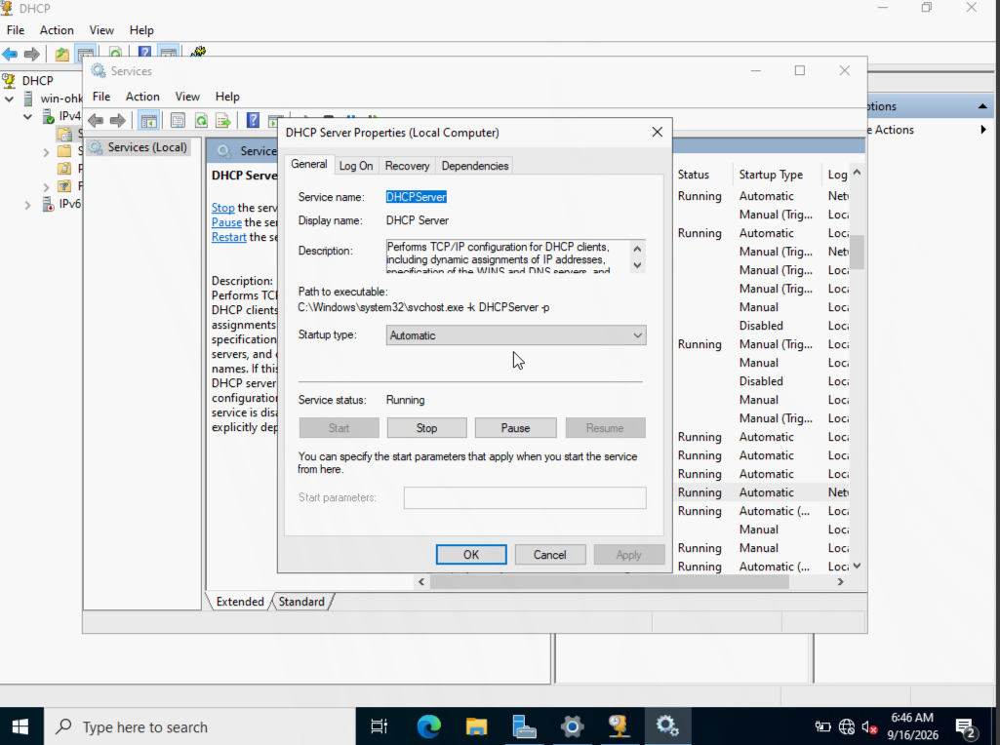 DHCP
File Action View Help
DHCP
win-ohk
IPv4
IPv6
Services
File Action View Help
Services (Local)
DHCP Serve
Stop the serv
Pause the ser
Restart the se
Description:
Performs TCP
DHCP clients
assignments
specification
servers, and
names. If this
DHCP server
configuration
service is disa
explicitly dep
DHCP Server Properties (Local Computer)
General Log On Recovery Dependencies
Service name: DHCPServer
Display name: DHCP Server
Description: Performs TCP/IP configuration for DHCP clients,
including dynamic assignments of IP addresses,
specification of the WINS and DNS servers, and
Path to executable:
C:\Windows\system32\svchost.exe -k DHCPServer -p
Startup type: Automatic
Service status: Running
Start Stop Pause Resume
You can specify the start parameters that apply when you start the service
from here.
Start parameters:
OK Cancel Apply
Status Startup Type Log
Running Automatic Netv
Manual (Trig... Loca
Running Automatic Loca
Manual (Trig... Netv
Manual (Trig... Loca
Manual (Trig... Loca
Manual Loca
Disabled Loca
Running Manual (Trig... Loca
Manual Loca
Disabled Loca
Manual Loca
Manual (Trig... Loca
Running Automatic Loca
Running Automatic Loca
Running Automatic Loca
Running Automatic Netv
Running Automatic (... Loca
Manual Loca
Running Manual Loca
Running Automatic (... Loca
Extended Standard
ptions
e Actions
Type here to search
6:46 AM
9/16/2026
2